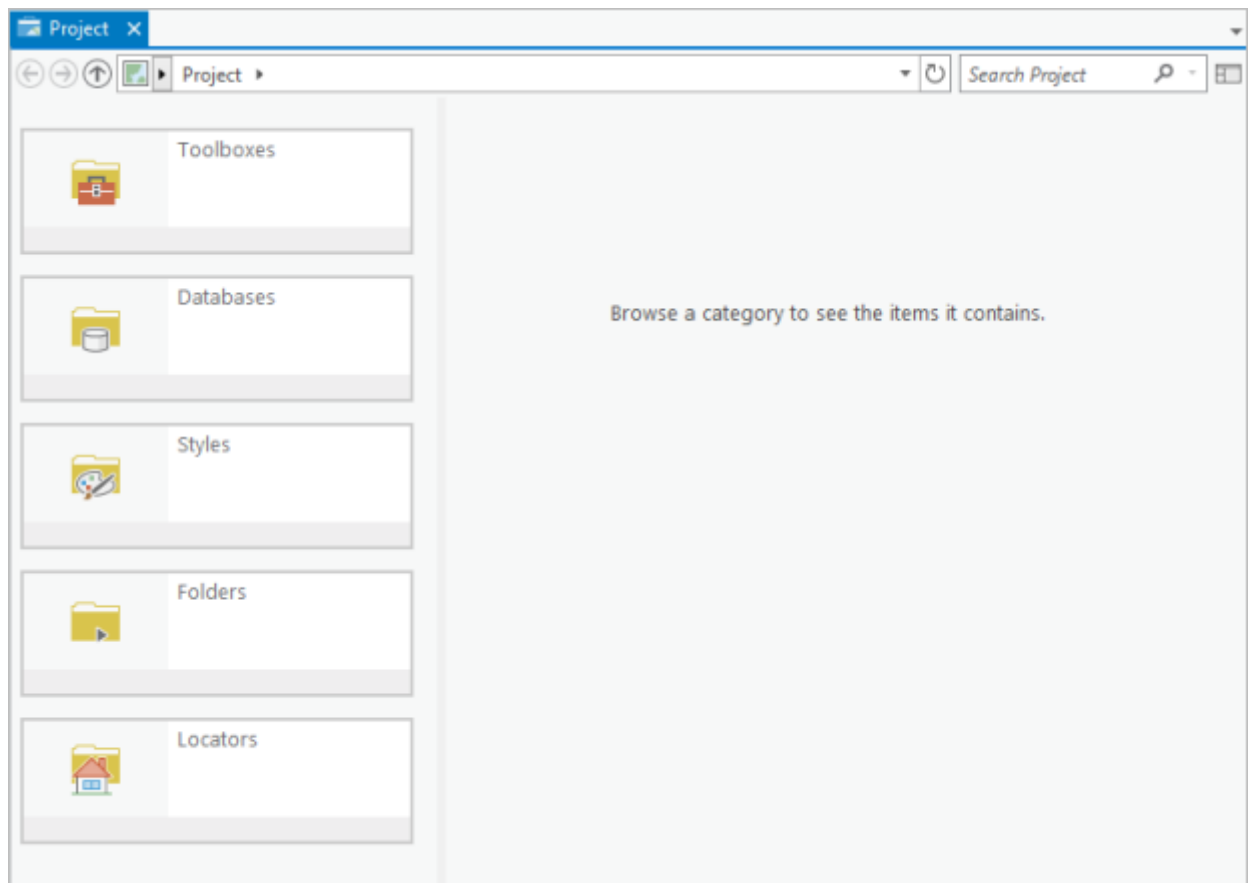 Project
Project
Search Project
Toolboxes
Databases
Browse a category to see the items it contains.
Styles
Folders
Locators